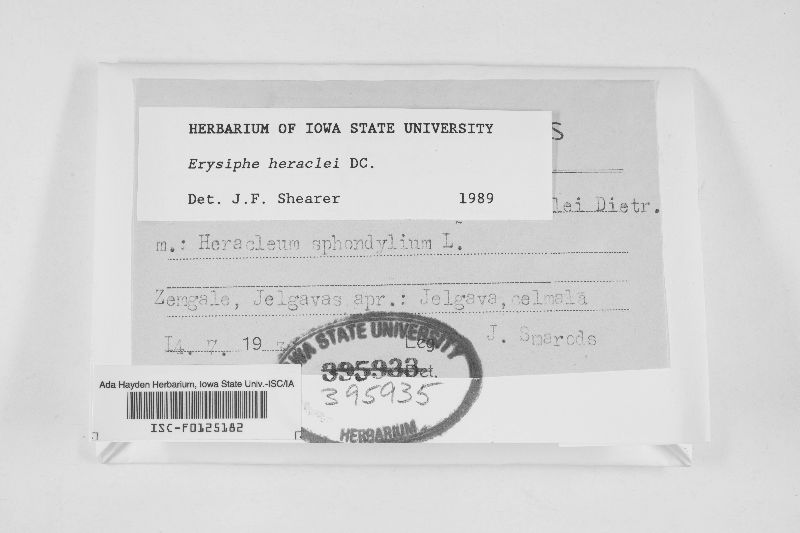 HERBARIUM OF IOWA STATE UNIVERSITY
Erysiphe heraclei DC.
Det. J.F. Shearer 1989
S
lei Dietr.
m.: Heracleum sphondylium L.
Zemgale, Jelgavas apr.: Jelgava, celmalā
14. 7. 19
Leg. J. Smarods
Det.
IOWA STATE UNIVERSITY
395933
395935
HERBARIUM
Ada Hayden Herbarium, Iowa State Univ.-ISC/IA
ISC-F0125182